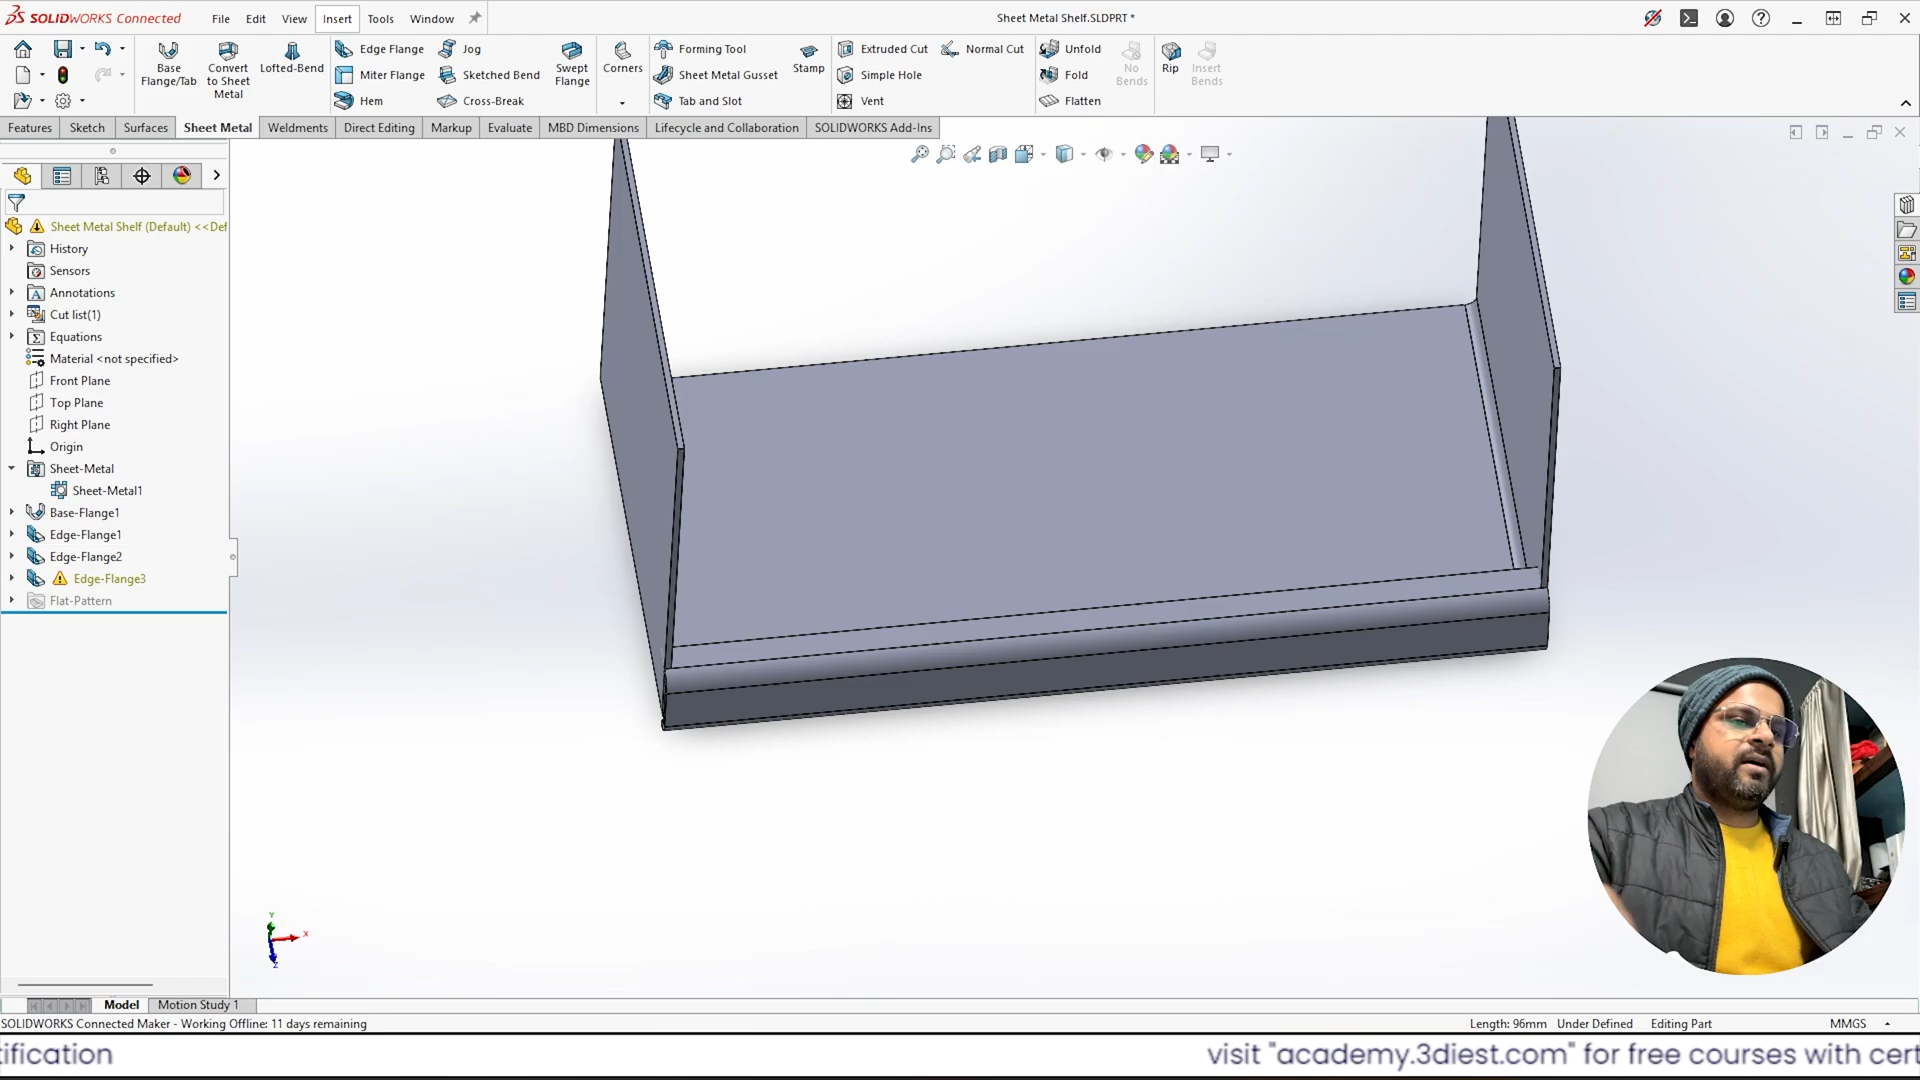 SOLIDWORKS Connected
File Edit View Insert Tools Window
Sheet Metal Shelf.SLDPRT *
Base Flange/Tab
Convert to Sheet Metal
Lofted-Bend
Edge Flange
Miter Flange
Hem
Jog
Sketched Bend
Cross-Break
Swept Flange
Corners
Forming Tool
Sheet Metal Gusset
Tab and Slot
Stamp
Extruded Cut
Simple Hole
Vent
Normal Cut
Unfold
Fold
Flatten
No Bends
Rip
Insert Bends
Features Sketch Surfaces Sheet Metal Weldments Direct Editing Markup Evaluate MBD Dimensions Lifecycle and Collaboration SOLIDWORKS Add-Ins
Sheet Metal Shelf (Default) <<Def
History
Sensors
Annotations
Cut list(1)
Equations
Material <not specified>
Front Plane
Top Plane
Right Plane
Origin
Sheet-Metal
Sheet-Metal1
Base-Flange1
Edge-Flange1
Edge-Flange2
Edge-Flange3
Flat-Pattern
Y
X
Z
Model Motion Study 1
SOLIDWORKS Connected Maker - Working Offline: 11 days remaining
Length: 96mm Under Defined Editing Part MMGS
tification visit "academy.3diest.com" for free courses with cert